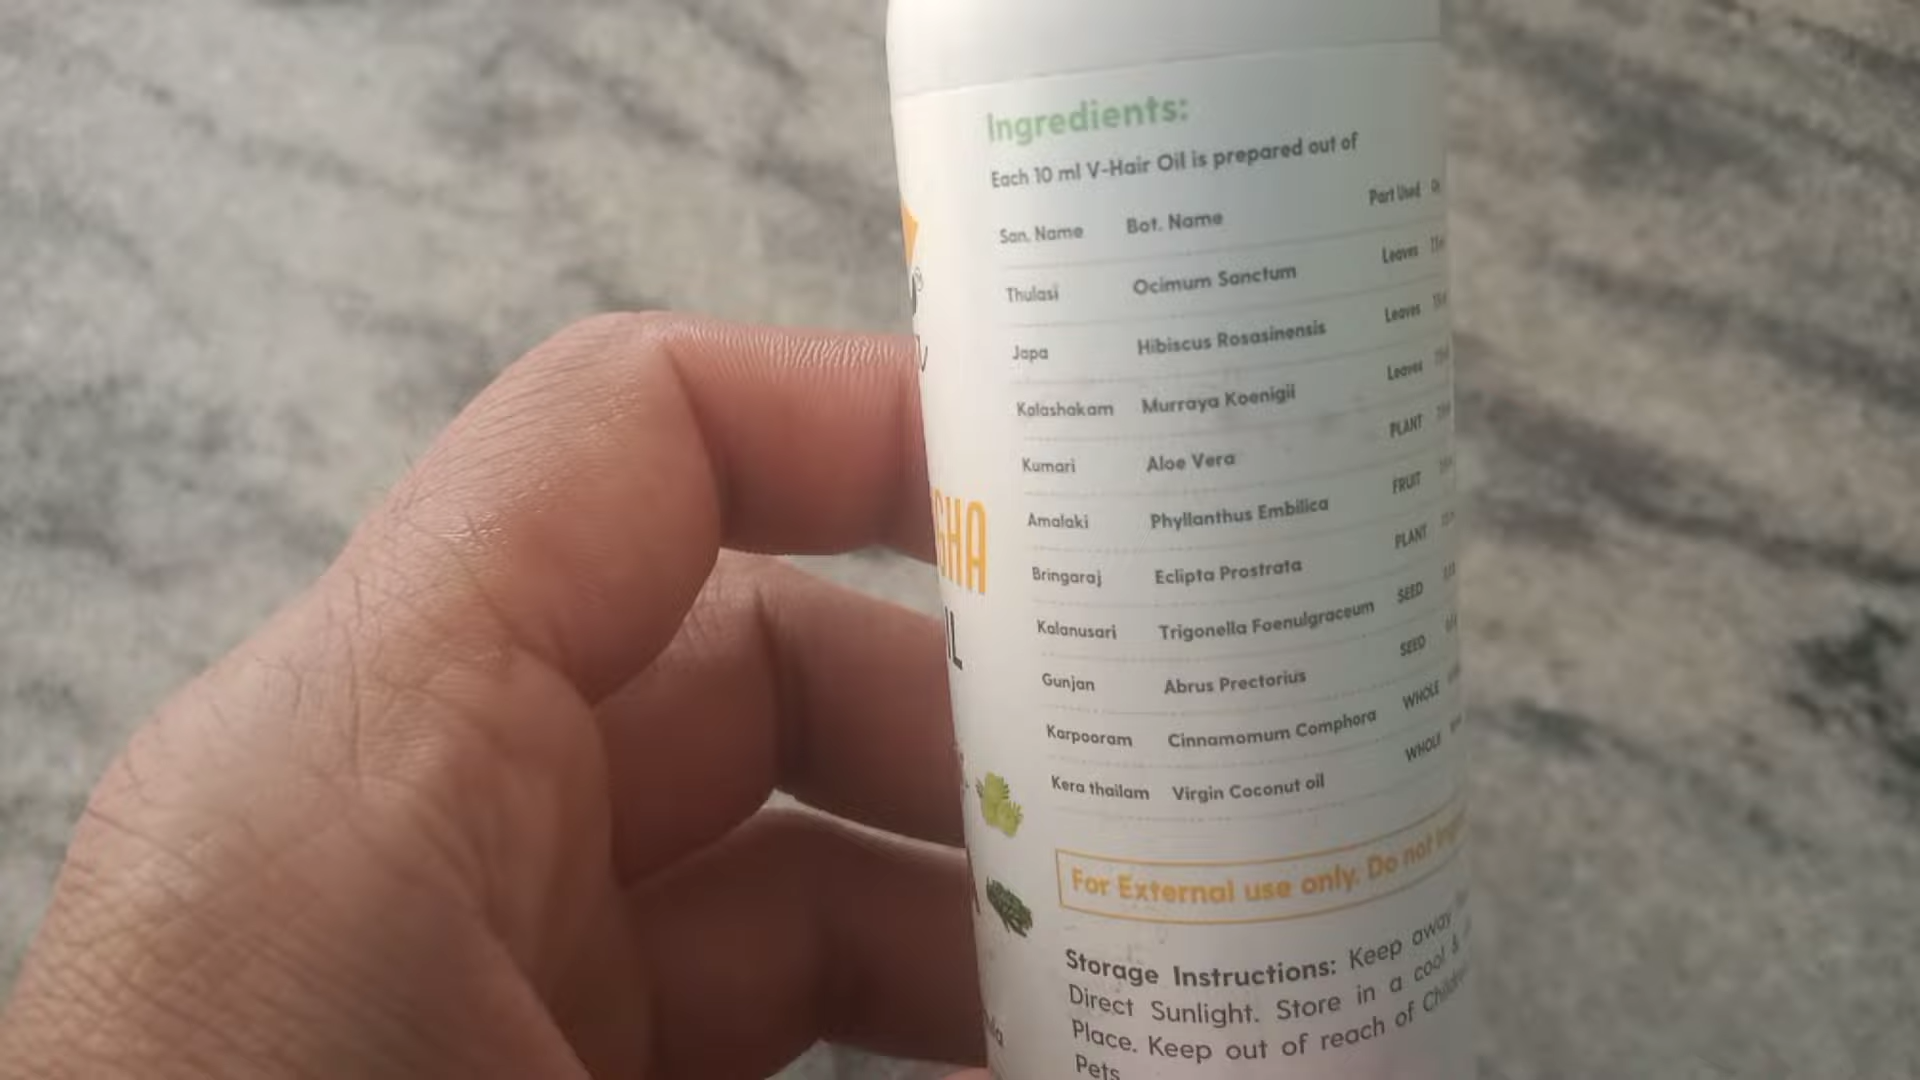 Ingredients:
Each 10 ml V-Hair Oil is prepared out of
San. Name Bot. Name Part Used
Thulasi Ocimum Sanctum Leaves
Japa Hibiscus Rosasinensis Leaves
Kalashakam Murraya Koenigii Leaves
Kumari Aloe Vera PLANT
Amalaki Phyllanthus Embilica FRUIT
Bringaraj Eclipta Prostrata PLANT
Kalanusari Trigonella Foenulgraceum SEED
Gunjan Abrus Prectorius SEED
Karpooram Cinnamomum Comphora WHOLE
Kera thailam Virgin Coconut oil WHOLE
For External use only. Do not
Storage Instructions: Keep away
Direct Sunlight. Store in a cool &
Place. Keep out of reach of
Pets
GHA
IL